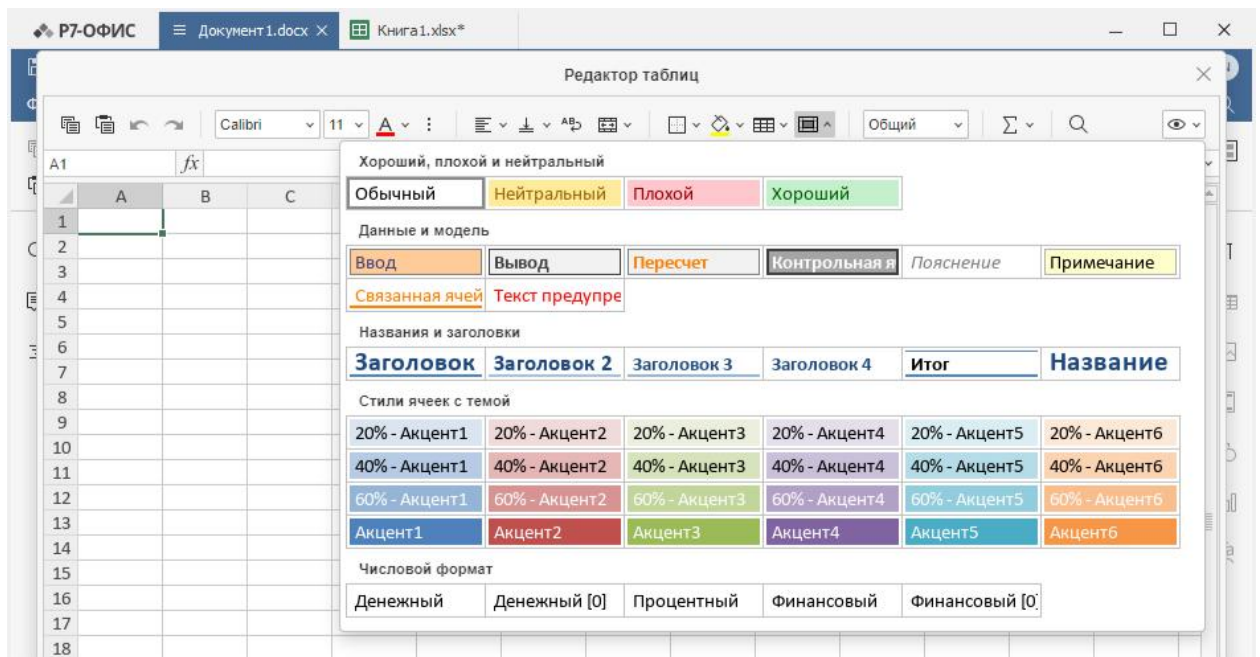 Р7-ОФИС Документ1.docx Книга1.xlsx*
Редактор таблиц
Calibri 11 A Общий
A1 fx
A B C
1
2
3
4
5
6
7
8
9
10
11
12
13
14
15
16
17
18
Хороший, плохой и нейтральный
Обычный Нейтральный Плохой Хороший
Данные и модель
Ввод Вывод Пересчет Контрольная я Пояснение Примечание
Связанная ячей Текст предупре
Названия и заголовки
Заголовок Заголовок 2 Заголовок 3 Заголовок 4 Итог Название
Стили ячеек с темой
20% - Акцент1 20% - Акцент2 20% - Акцент3 20% - Акцент4 20% - Акцент5 20% - Акцент6
40% - Акцент1 40% - Акцент2 40% - Акцент3 40% - Акцент4 40% - Акцент5 40% - Акцент6
60% - Акцент1 60% - Акцент2 60% - Акцент3 60% - Акцент4 60% - Акцент5 60% - Акцент6
Акцент1 Акцент2 Акцент3 Акцент4 Акцент5 Акцент6
Числовой формат
Денежный Денежный [0] Процентный Финансовый Финансовый [0]